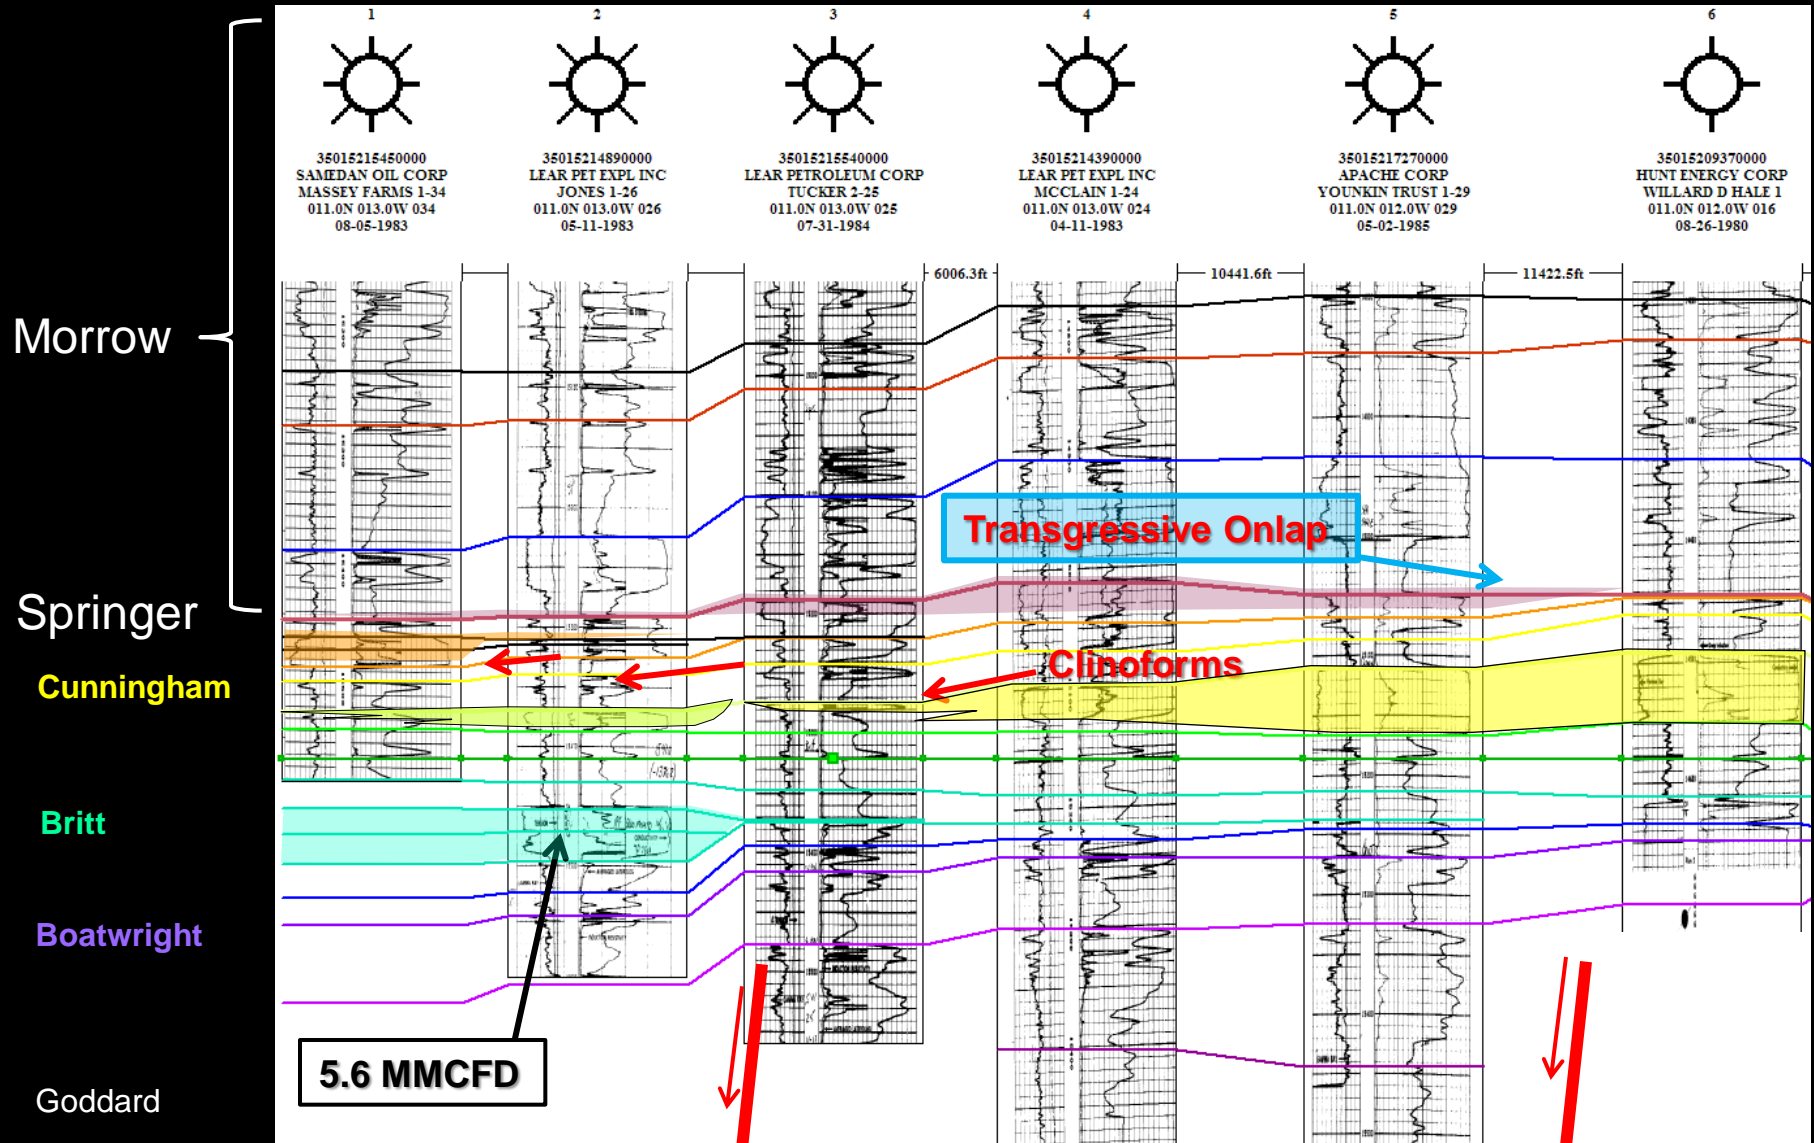 1
2
3
4
5
6
35015215450000
SAMEDAN OIL CORP
MASSEY FARMS 1-34
011.0N 013.0W 034
08-05-1983
35015214890000
LEAR PET EXPL INC
JONES 1-26
011.0N 013.0W 026
05-11-1983
35015215540000
LEAR PETROLEUM CORP
TUCKER 2-25
011.0N 013.0W 025
07-31-1984
35015214390000
LEAR PET EXPL INC
MCCLAIN 1-24
011.0N 013.0W 024
04-11-1983
35015217270000
APACHE CORP
YOUNKIN TRUST 1-29
011.0N 012.0W 029
05-02-1985
35015209370000
HUNT ENERGY CORP
WILLARD D HALE 1
011.0N 012.0W 016
08-26-1980
6006.3ft
10441.6ft
11422.5ft
Morrow
Transgressive Onlap
Springer
Clinoforms
Cunningham
Britt
Boatwright
5.6 MMCFD
Goddard